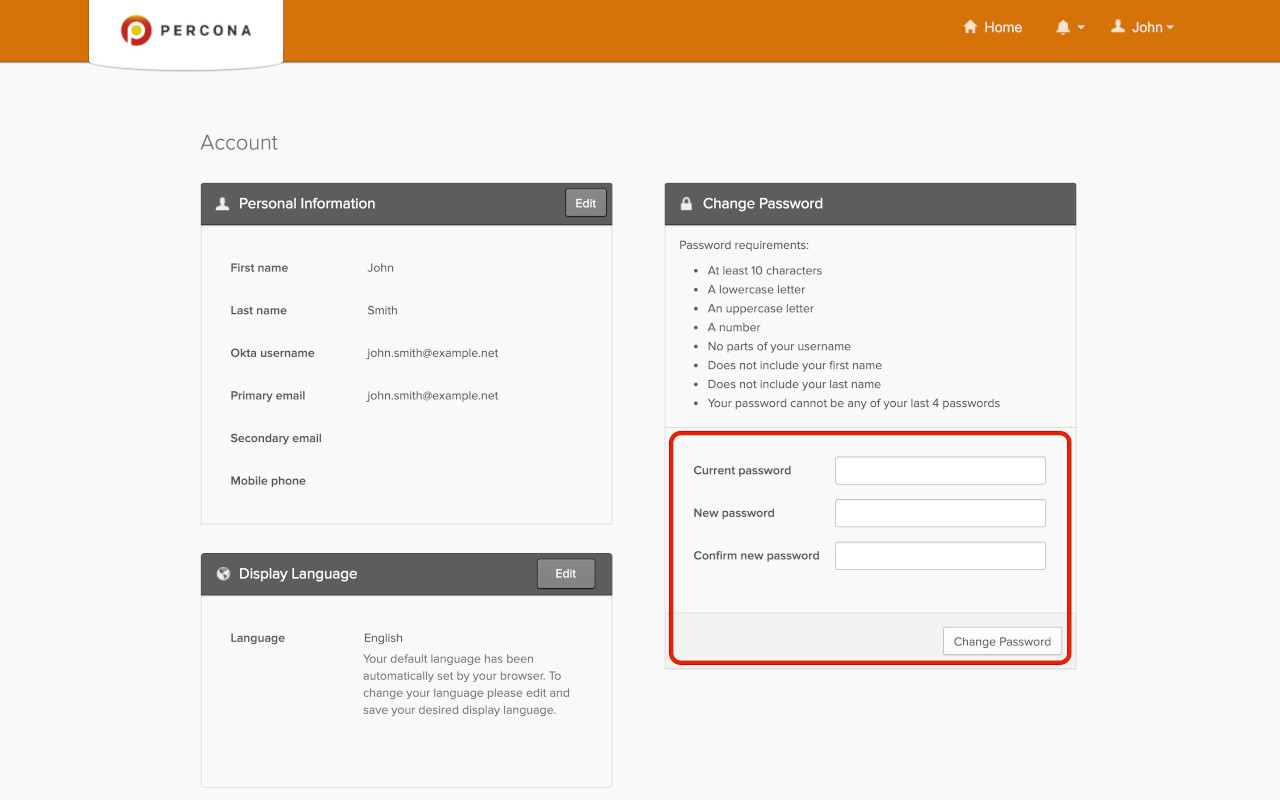 PERCONA
Home
John
Account
Personal Information
Edit
First name John
Last name Smith
Okta username john.smith@example.net
Primary email john.smith@example.net
Secondary email
Mobile phone
Display Language
Edit
Language English
Your default language has been
automatically set by your browser. To
change your language please edit and
save your desired display language.
Change Password
Password requirements:
• At least 10 characters
• A lowercase letter
• An uppercase letter
• A number
• No parts of your username
• Does not include your first name
• Does not include your last name
• Your password cannot be any of your last 4 passwords
Current password
New password
Confirm new password
Change Password